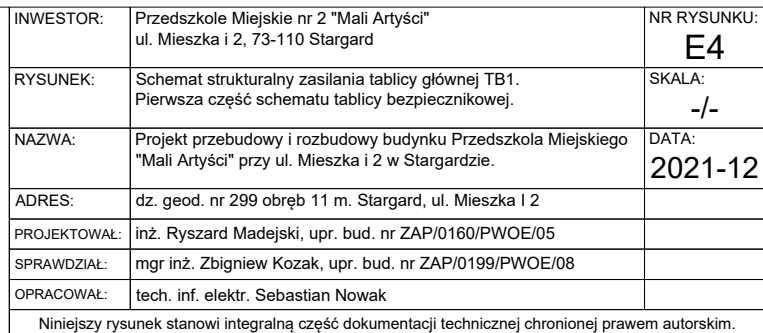 INWESTOR: Przedszkole Miejskie nr 2 "Mali Artyści" NR RYSUNKU:
ul. Mieszka i 2, 73-110 Stargard E4
RYSUNEK: Schemat strukturalny zasilania tablicy głównej TB1. SKALA:
Pierwsza część schematu tablicy bezpiecznikowej. -/-
NAZWA: Projekt przebudowy i rozbudowy budynku Przedszkola Miejskiego DATA:
"Mali Artyści" przy ul. Mieszka i 2 w Stargardzie. 2021-12
ADRES: dz. geod. nr 299 obręb 11 m. Stargard, ul. Mieszka I 2
PROJEKTOWAŁ: inż. Ryszard Madejski, upr. bud. nr ZAP/0160/PWOE/05
SPRAWDZIAŁ: mgr inż. Zbigniew Kozak, upr. bud. nr ZAP/0199/PWOE/08
OPRACOWAŁ: tech. inf. elektr. Sebastian Nowak
Niniejszy rysunek stanowi integralną część dokumentacji technicznej chronionej prawem autorskim.